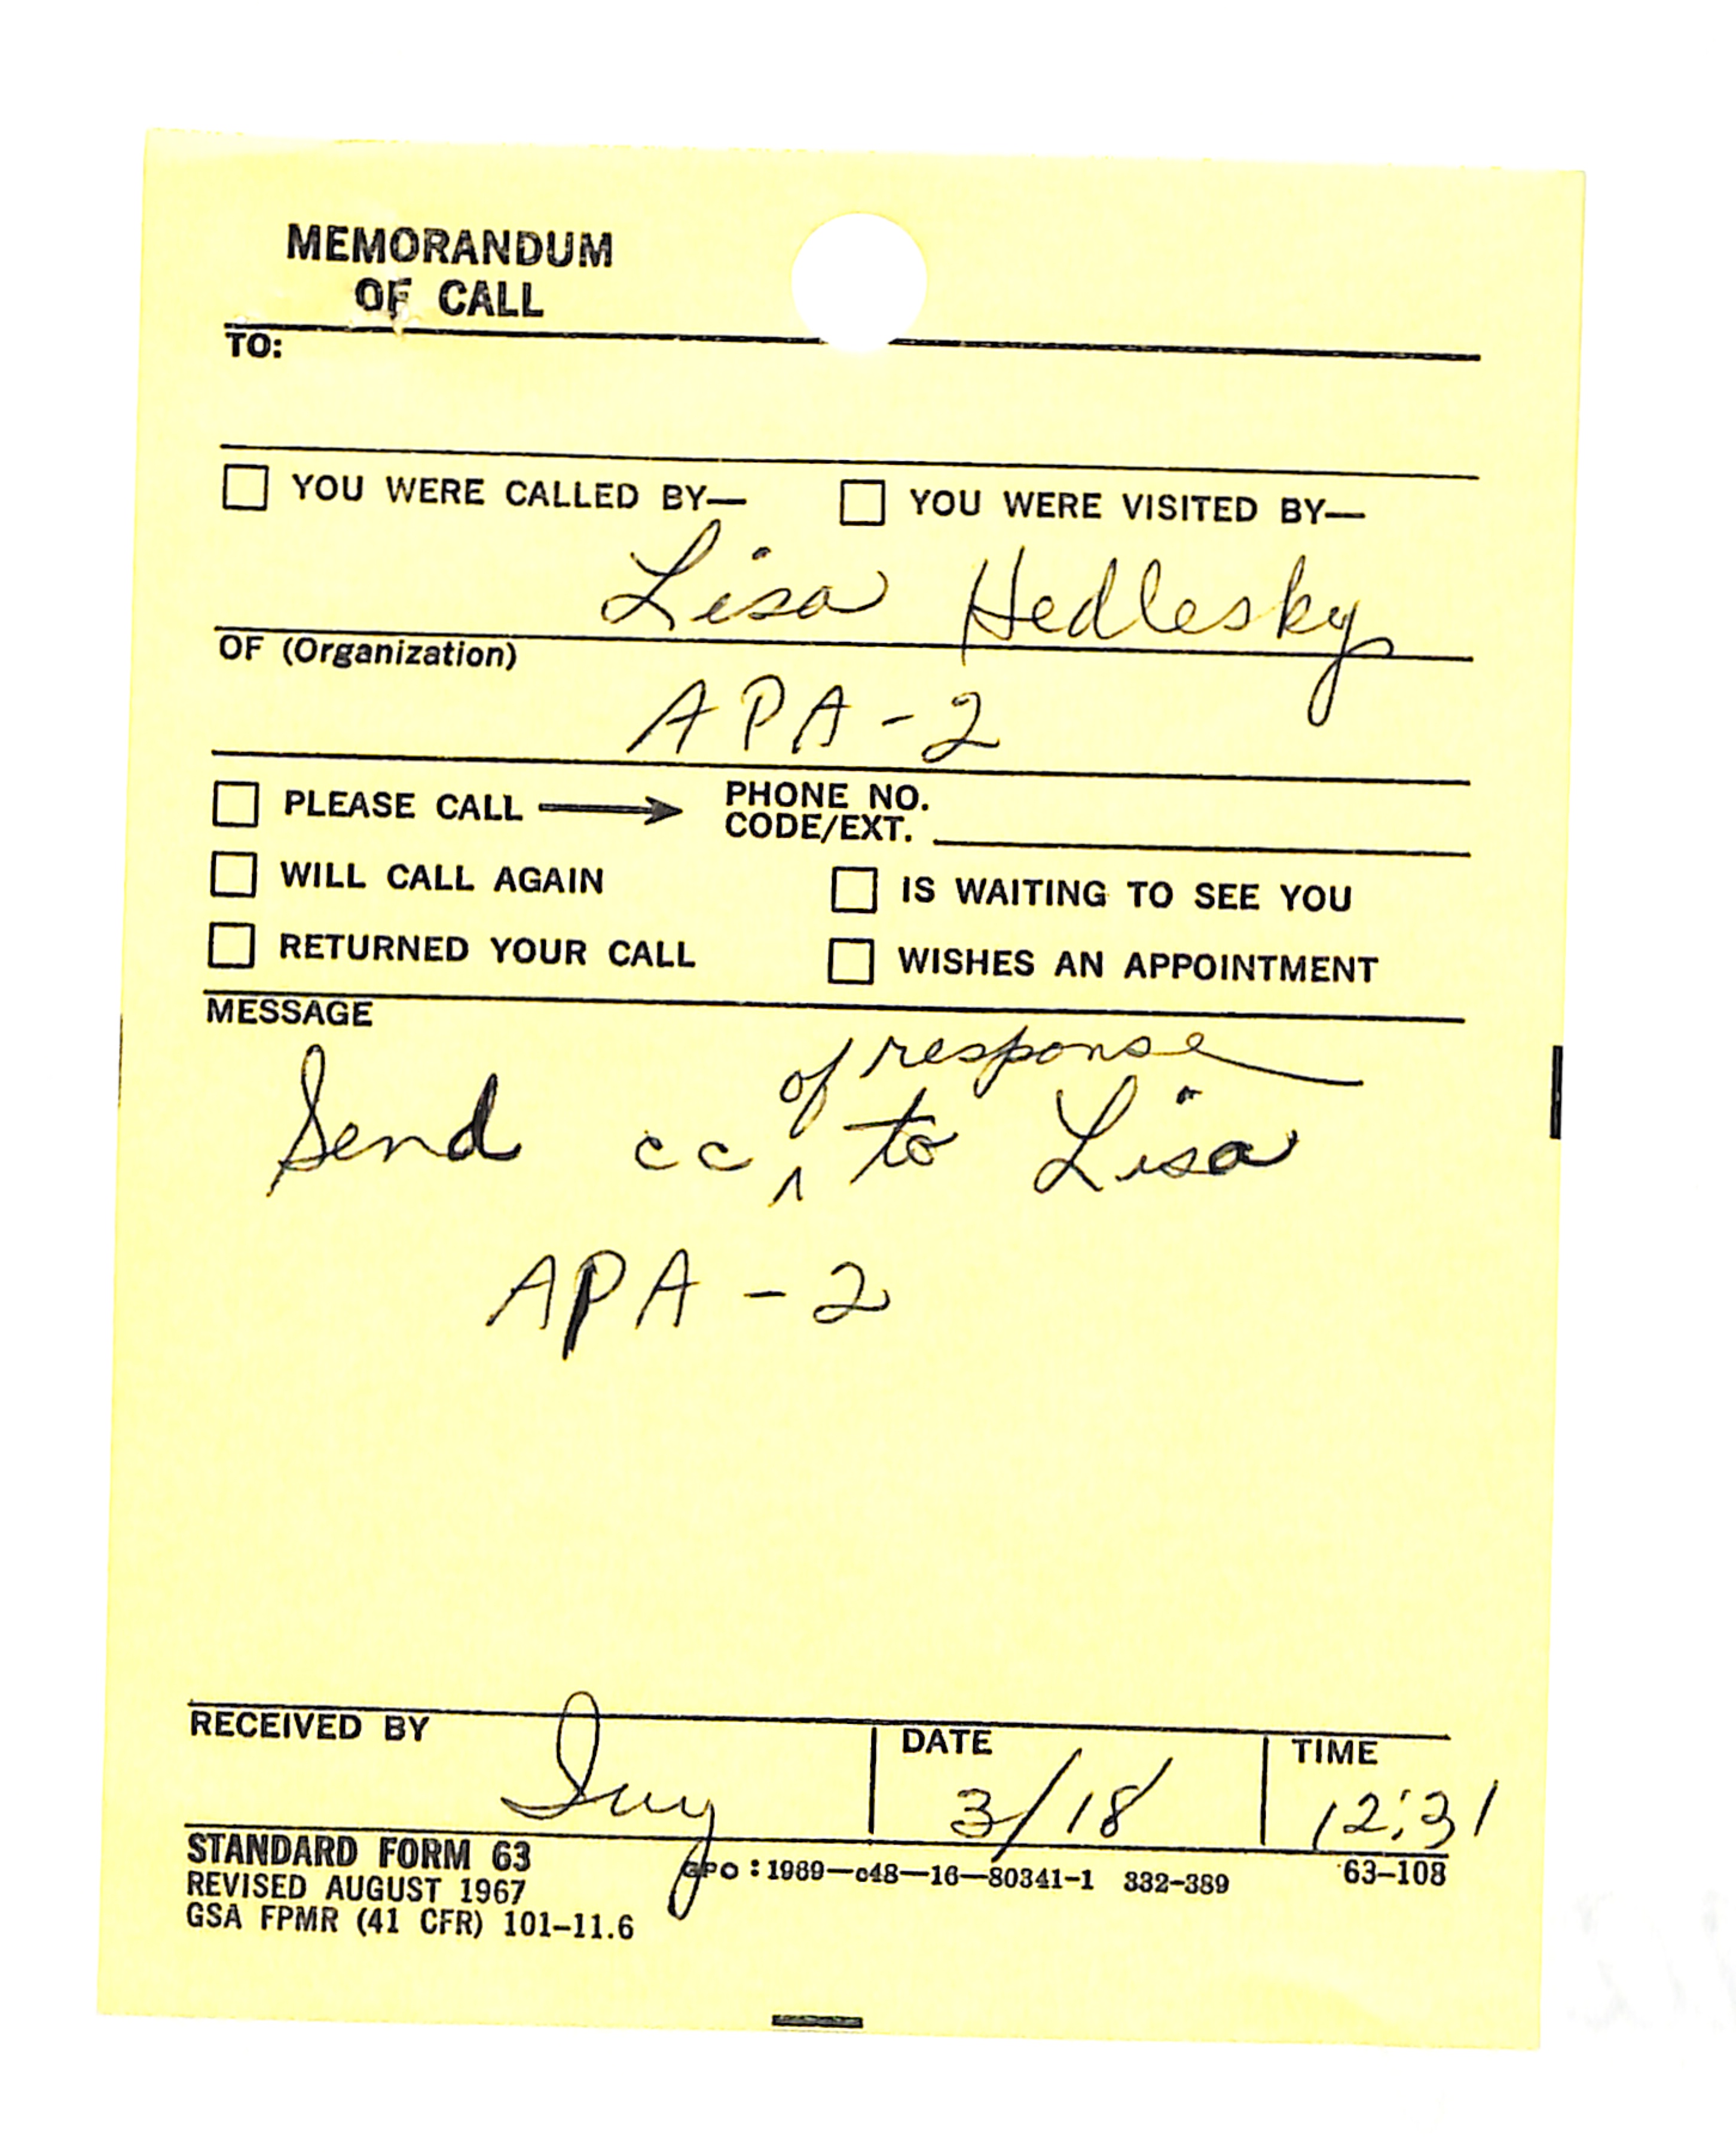 MEMORANDUM
OF CALL
TO:
YOU WERE CALLED BY— YOU WERE VISITED BY—
Lisa Hedlesky
OF (Organization)
APA-2
PLEASE CALL → PHONE NO.
CODE/EXT.
WILL CALL AGAIN IS WAITING TO SEE YOU
RETURNED YOUR CALL WISHES AN APPOINTMENT
MESSAGE
of response
Send cc ^ to Lisa
APA-2
RECEIVED BY DATE TIME
3/18 12:31
STANDARD FORM 63
GPO : 1989—c48—16—80341-1 332-389 63-108
REVISED AUGUST 1967
GSA FPMR (41 CFR) 101-11.6